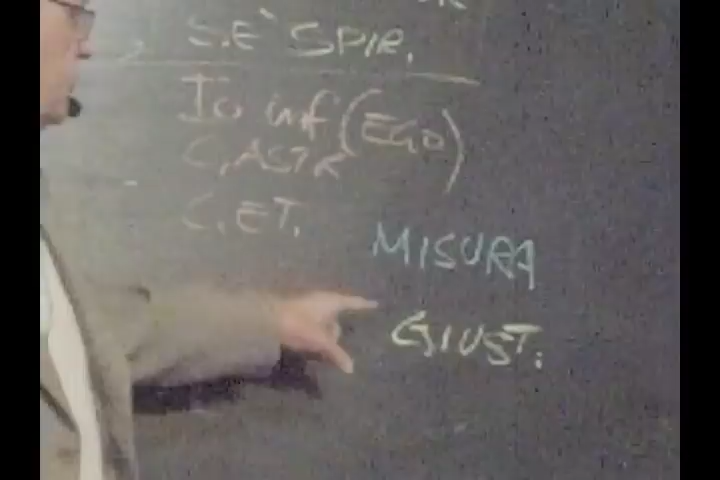 S.E` SPIR.
Io inf (EGO)
C. ASTR
C. ET.
MISURA
GIUST.